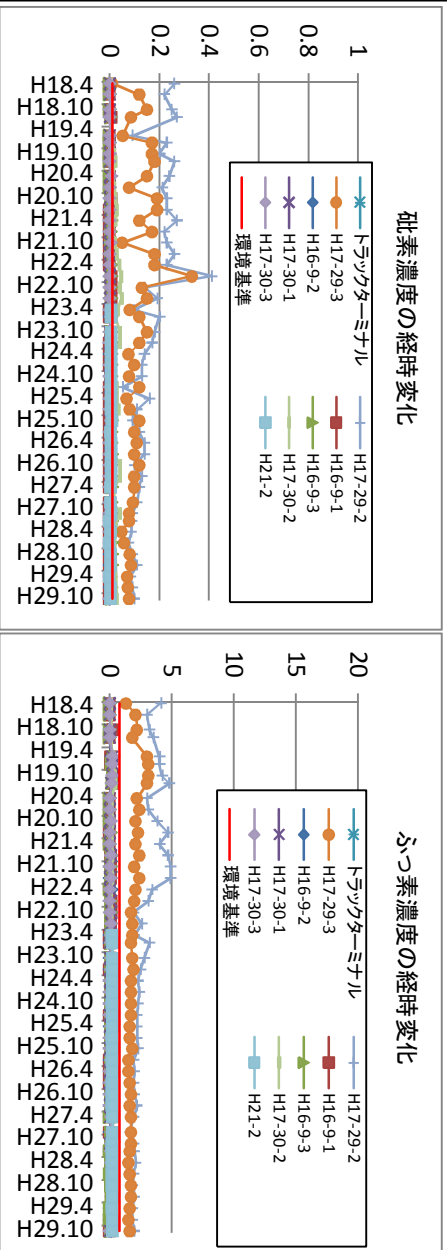 砒素濃度の経時変化
1
0.8
0.6
0.4
0.2
0
トラックターミナル
H17-29-2
H17-29-3
H16-9-1
H16-9-2
H16-9-3
H17-30-1
H17-30-2
H17-30-3
H21-2
環境基準
H18.4
H18.10
H19.4
H19.10
H20.4
H20.10
H21.4
H21.10
H22.4
H22.10
H23.4
H23.10
H24.4
H24.10
H25.4
H25.10
H26.4
H26.10
H27.4
H27.10
H28.4
H28.10
H29.4
H29.10
ふっ素濃度の経時変化
20
15
10
5
0
トラックターミナル
H17-29-2
H17-29-3
H16-9-1
H16-9-2
H16-9-3
H17-30-1
H17-30-2
H17-30-3
H21-2
環境基準
H18.4
H18.10
H19.4
H19.10
H20.4
H20.10
H21.4
H21.10
H22.4
H22.10
H23.4
H23.10
H24.4
H24.10
H25.4
H25.10
H26.4
H26.10
H27.4
H27.10
H28.4
H28.10
H29.4
H29.10